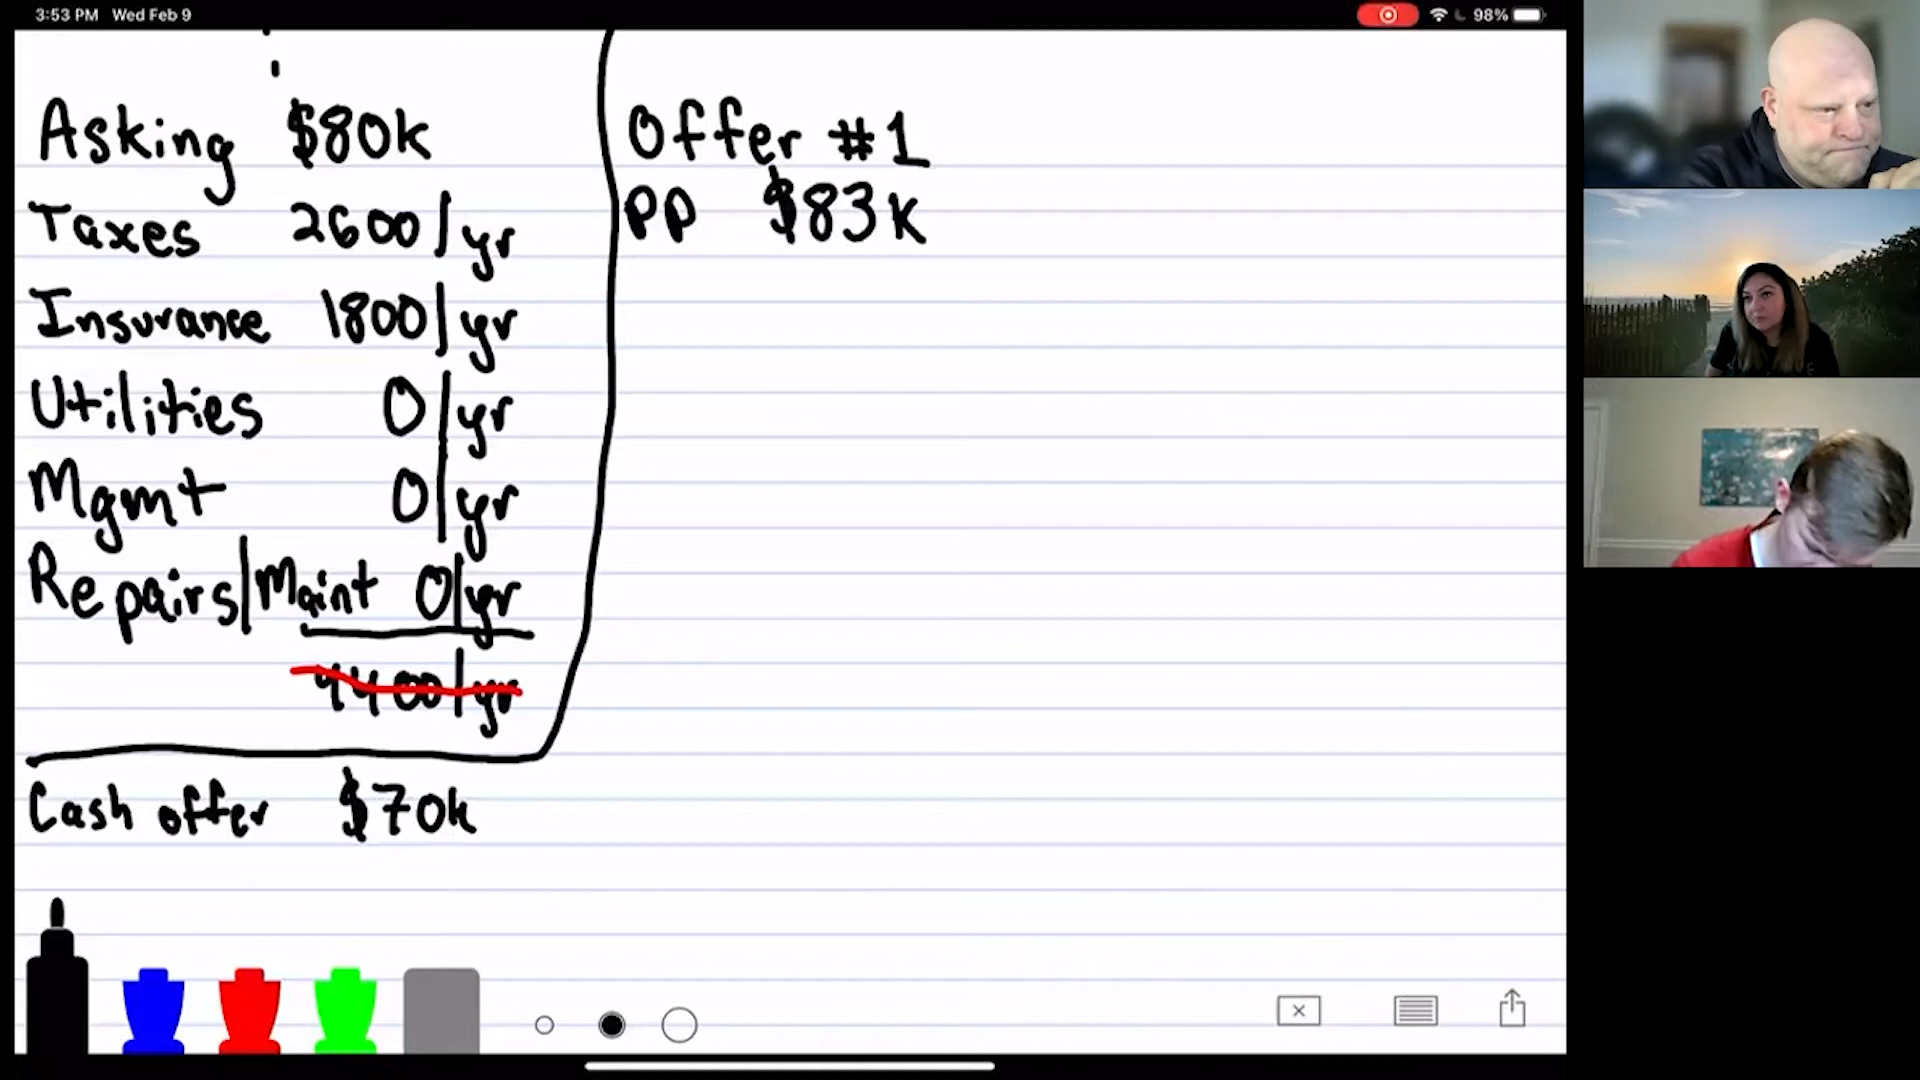 3:53 PM Wed Feb 9
98%
Asking $80k
Taxes 2600/yr
Insurance 1800/yr
Utilities 0/yr
Mgmt 0/yr
Repairs/Maint 0/yr
4400/yr
Cash offer $70k
Offer #1
PP $83k